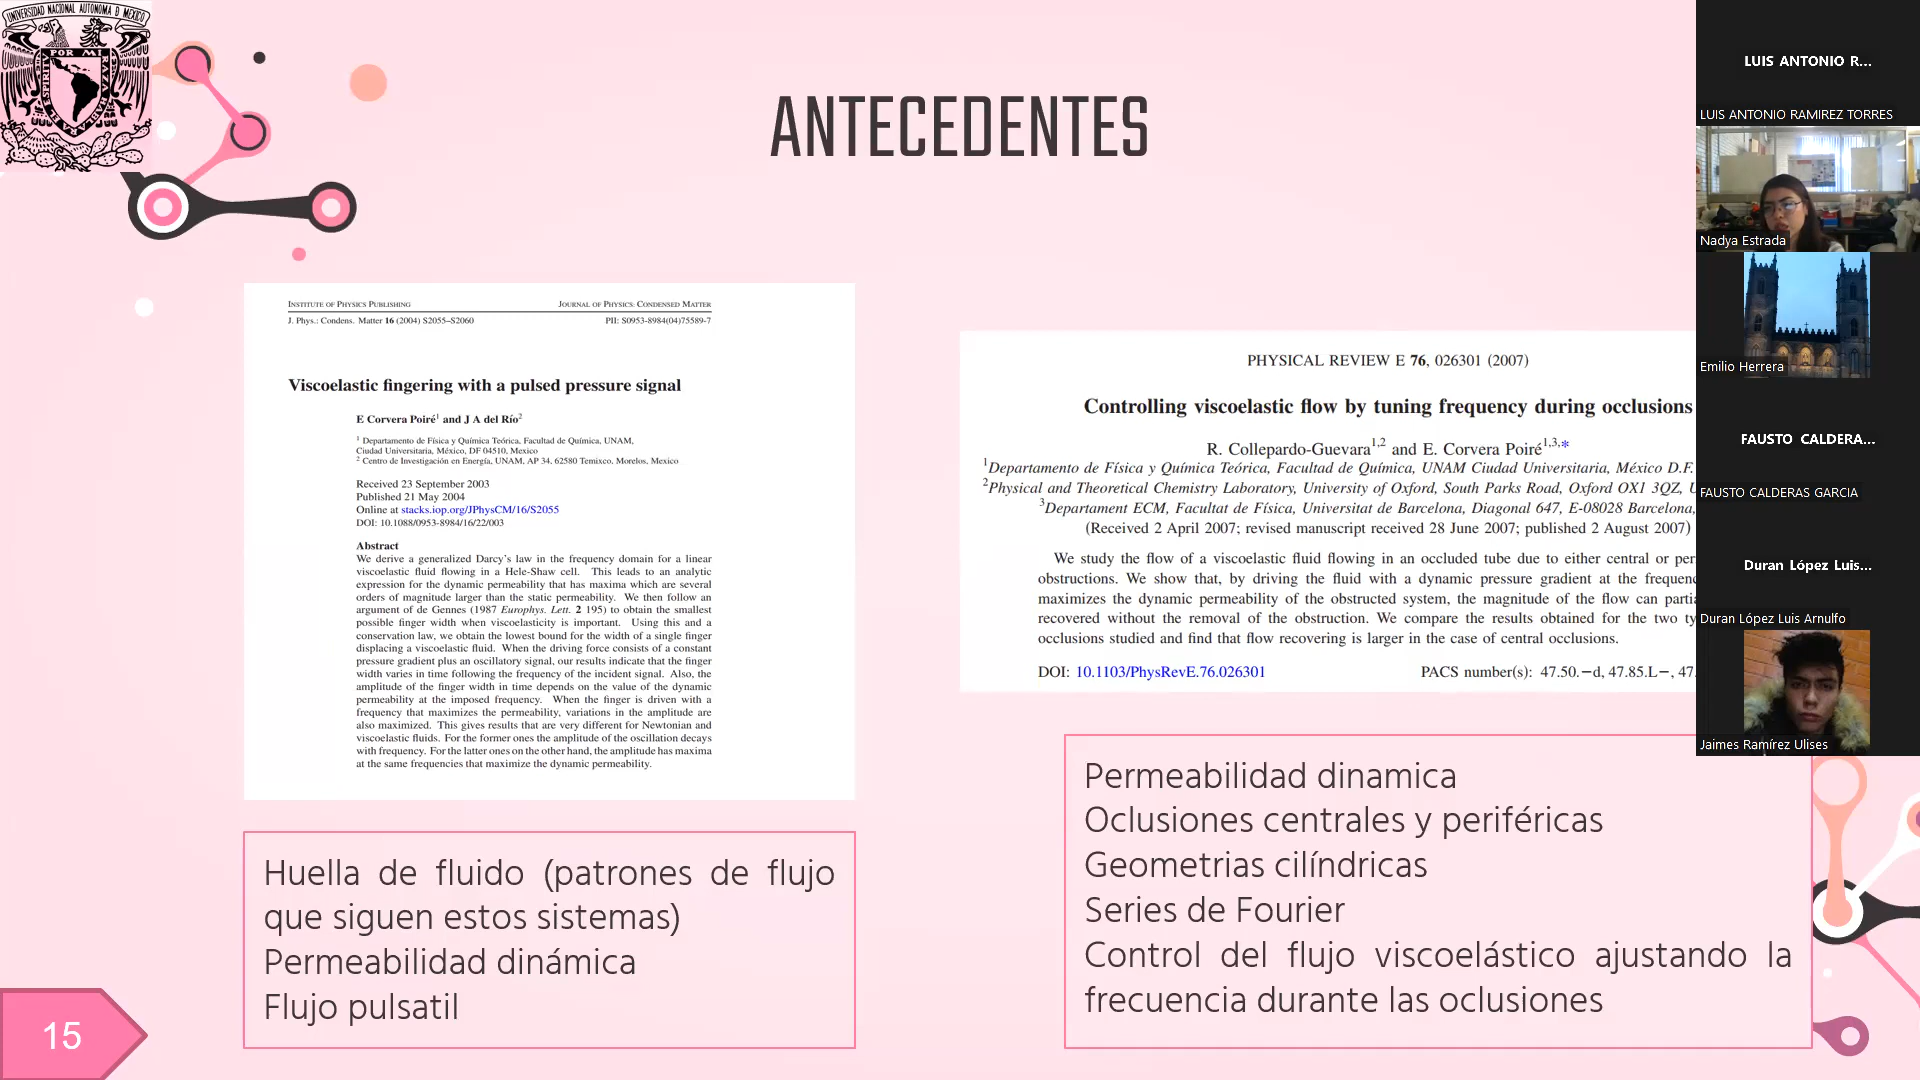 UNIVERSIDAD NACIONAL AUTONOMA DE MEXICO
POR MI RAZA
ESPIRITU
ANTECEDENTES
INSTITUTE OF PHYSICS PUBLISHING JOURNAL OF PHYSICS: CONDENSED MATTER
J. Phys.: Condens. Matter 16 (2004) S2055–S2060 PII: S0953-8984(04)75589-7
Viscoelastic fingering with a pulsed pressure signal
E Corvera Poiré1 and J A del Río2
1 Departamento de Física y Química Teórica, Facultad de Química, UNAM,
Ciudad Universitaria, México, DF 04510, Mexico
2 Centro de Investigación en Energía, UNAM, AP 34, 62580 Temixco, Morelos, Mexico
Received 23 September 2003
Published 21 May 2004
Online at stacks.iop.org/JPhysCM/16/S2055
DOI: 10.1088/0953-8984/16/22/003
Abstract
We derive a generalized Darcy's law in the frequency domain for a linear
viscoelastic fluid flowing in a Hele-Shaw cell. This leads to an analytic
expression for the dynamic permeability that has maxima which are several
orders of magnitude larger than the static permeability. We then follow an
argument of de Gennes (1987 Europhys. Lett. 2 195) to obtain the smallest
possible finger width when viscoelasticity is important. Using this and a
conservation law, we obtain the lowest bound for the width of a single finger
displacing a viscoelastic fluid. When the driving force consists of a constant
pressure gradient plus an oscillatory signal, our results indicate that the finger
width varies in time following the frequency of the incident signal. Also, the
amplitude of the finger width in time depends on the value of the dynamic
permeability at the imposed frequency. When the finger is driven with a
frequency that maximizes the permeability, variations in the amplitude are
also maximized. This gives results that are very different for Newtonian and
viscoelastic fluids. For the former ones the amplitude of the oscillation decays
with frequency. For the latter ones on the other hand, the amplitude has maxima
at the same frequencies that maximize the dynamic permeability.
Huella de fluido (patrones de flujo
que siguen estos sistemas)
Permeabilidad dinámica
Flujo pulsatil
15
PHYSICAL REVIEW E 76, 026301 (2007)
Controlling viscoelastic flow by tuning frequency during occlusions
R. Collepardo-Guevara1,2 and E. Corvera Poiré1,3,*
1Departamento de Física y Química Teórica, Facultad de Química, UNAM Ciudad Universitaria, México D.F.
2Physical and Theoretical Chemistry Laboratory, University of Oxford, South Parks Road, Oxford OX1 3QZ, U
3Departament ECM, Facultat de Física, Universitat de Barcelona, Diagonal 647, E-08028 Barcelona,
(Received 2 April 2007; revised manuscript received 28 June 2007; published 2 August 2007)
We study the flow of a viscoelastic fluid flowing in an occluded tube due to either central or per
obstructions. We show that, by driving the fluid with a dynamic pressure gradient at the frequenc
maximizes the dynamic permeability of the obstructed system, the magnitude of the flow can partia
recovered without the removal of the obstruction. We compare the results obtained for the two ty
occlusions studied and find that flow recovering is larger in the case of central occlusions.
DOI: 10.1103/PhysRevE.76.026301 PACS number(s): 47.50.−d, 47.85.L−, 47.
Permeabilidad dinamica
Oclusiones centrales y periféricas
Geometrias cilíndricas
Series de Fourier
Control del flujo viscoelástico ajustando la
frecuencia durante las oclusiones
LUIS ANTONIO R...
LUIS ANTONIO RAMIREZ TORRES
Nadya Estrada
Emilio Herrera
FAUSTO CALDERA...
FAUSTO CALDERAS GARCIA
Duran López Luis...
Duran López Luis Arnulfo
Jaimes Ramírez Ulises